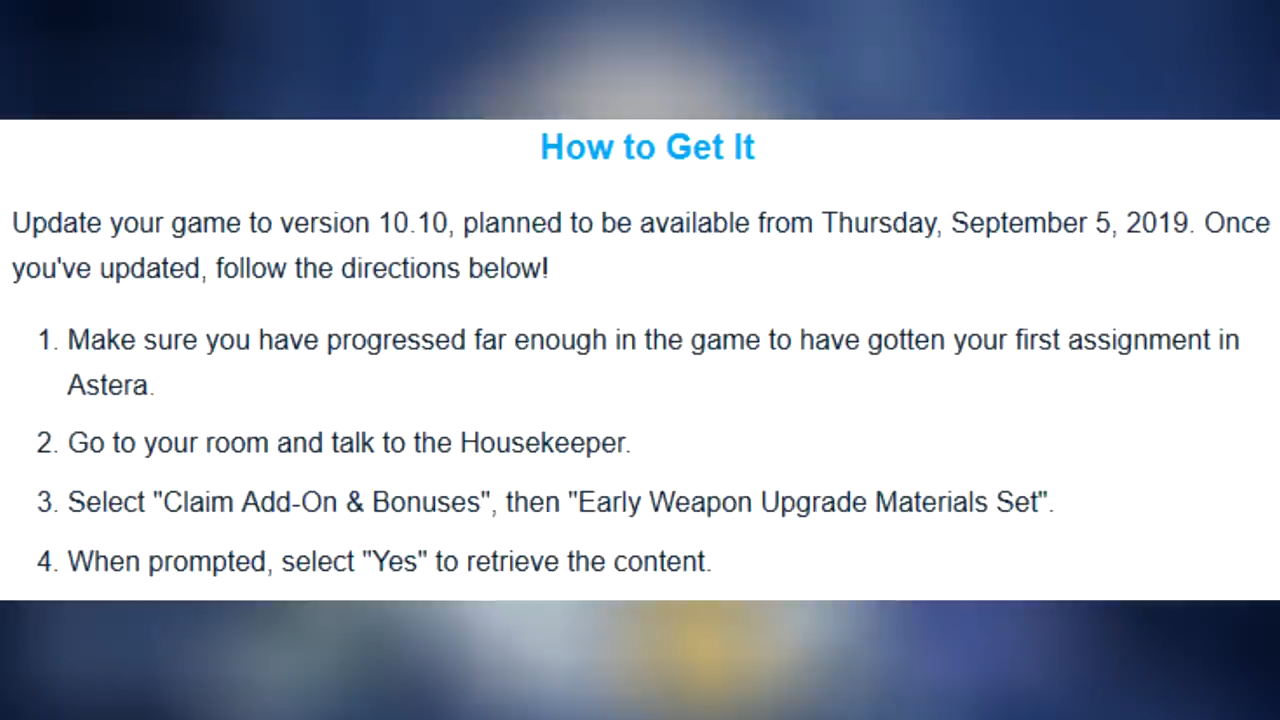 How to Get It
Update your game to version 10.10, planned to be available from Thursday, September 5, 2019. Once
you've updated, follow the directions below!
1. Make sure you have progressed far enough in the game to have gotten your first assignment in
Astera.
2. Go to your room and talk to the Housekeeper.
3. Select "Claim Add-On & Bonuses", then "Early Weapon Upgrade Materials Set".
4. When prompted, select "Yes" to retrieve the content.